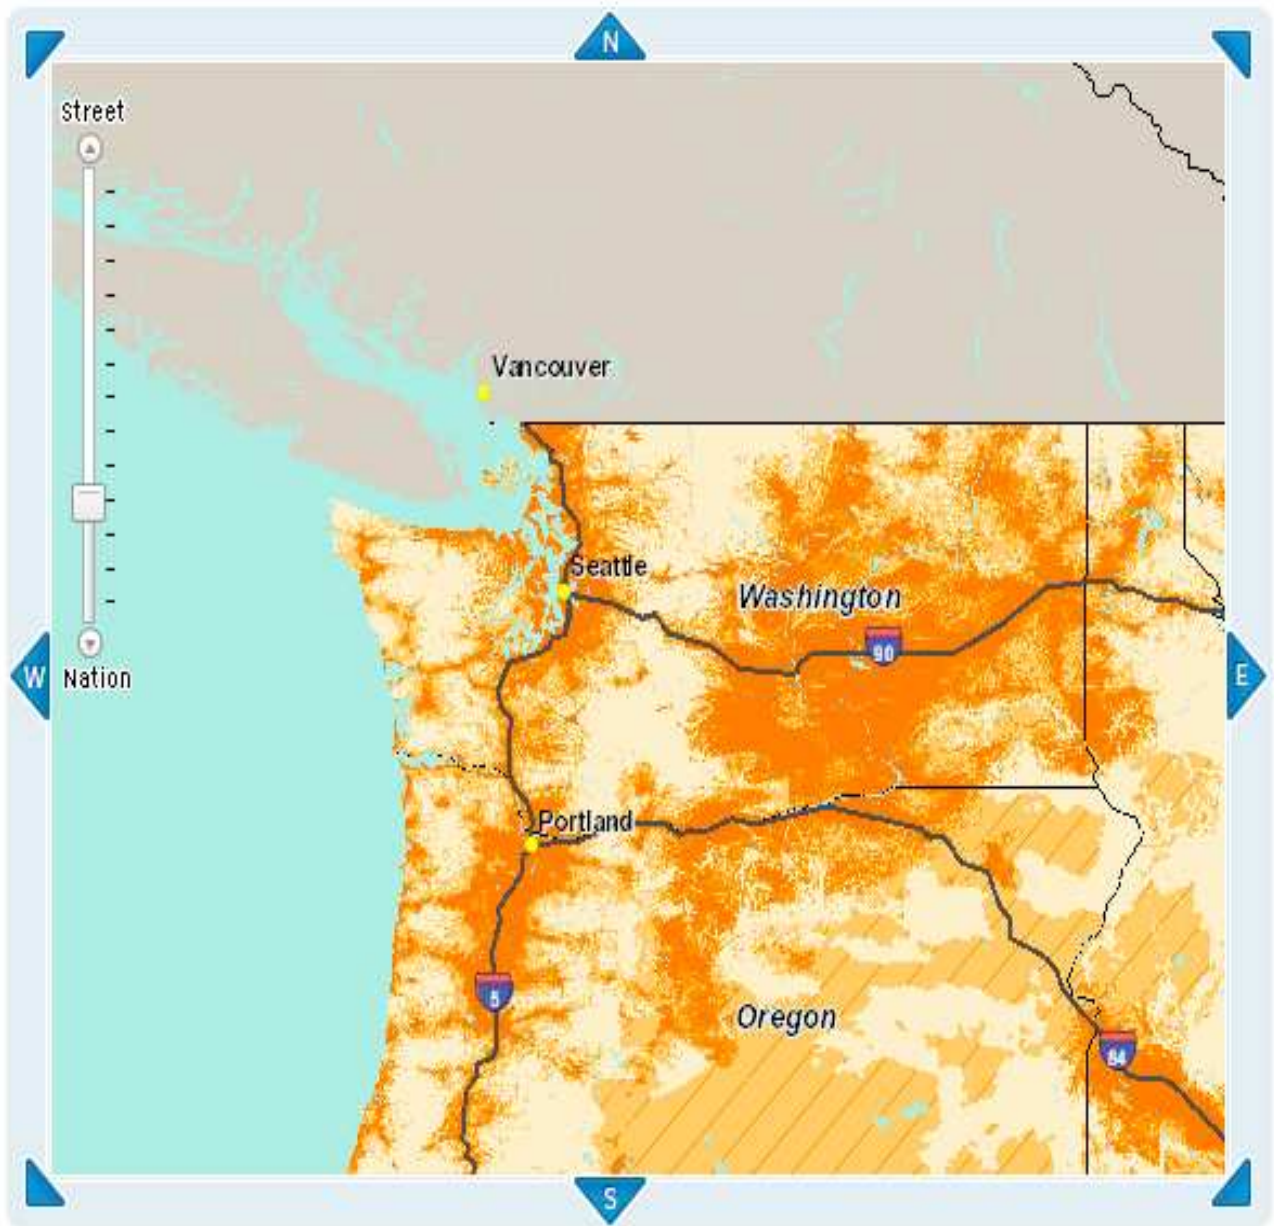 N
Street
Vancouver
Seattle
Washington
90
W
Nation
E
Portland
5
Oregon
84
S